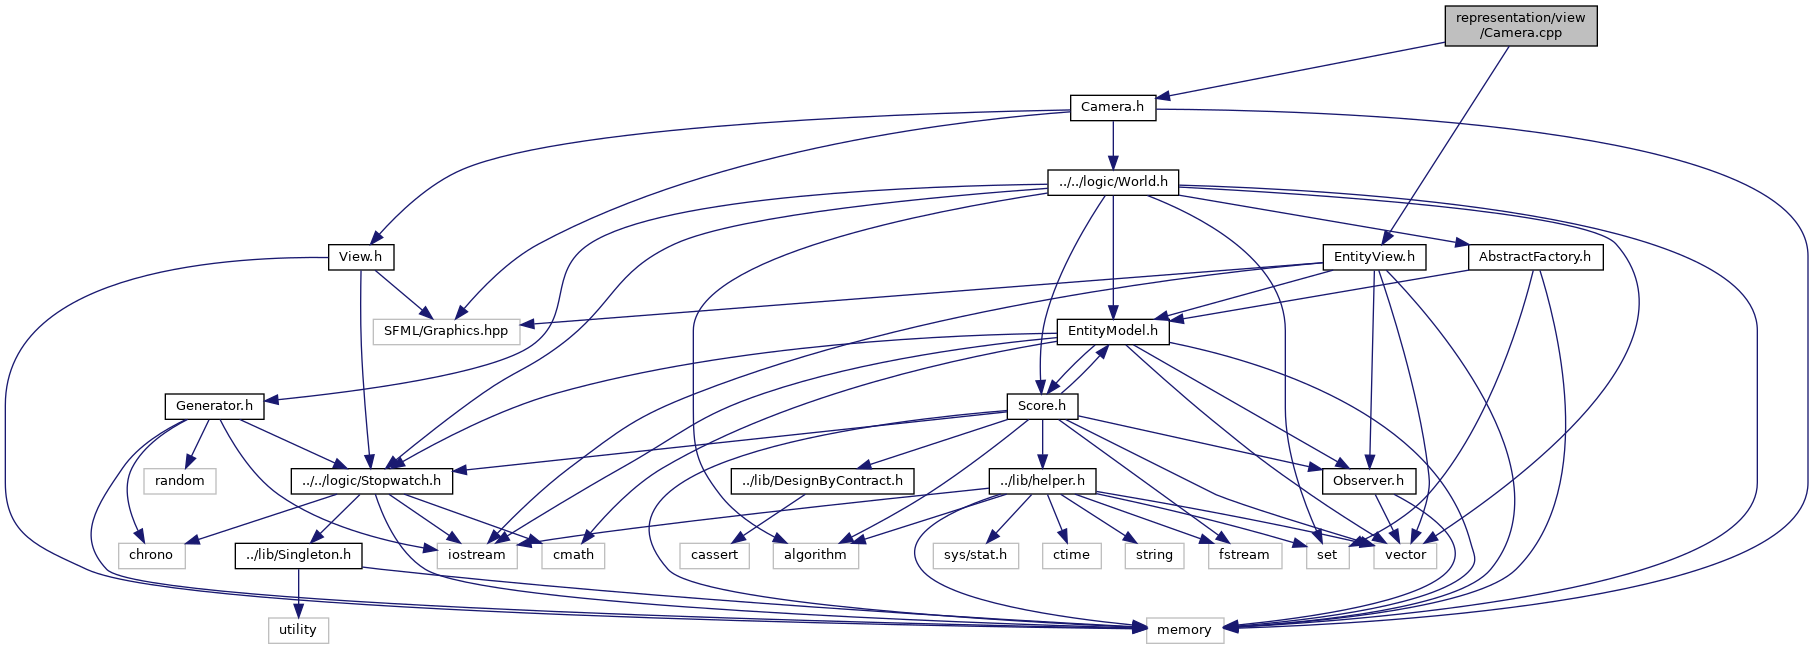 representation/view
/Camera.cpp
Camera.h
../../logic/World.h
View.h
EntityView.h
AbstractFactory.h
SFML/Graphics.hpp
EntityModel.h
Generator.h
Score.h
random
../../logic/Stopwatch.h
../lib/DesignByContract.h
../lib/helper.h
Observer.h
chrono
../lib/Singleton.h
iostream
cmath
cassert
algorithm
sys/stat.h
ctime
string
fstream
set
vector
utility
memory